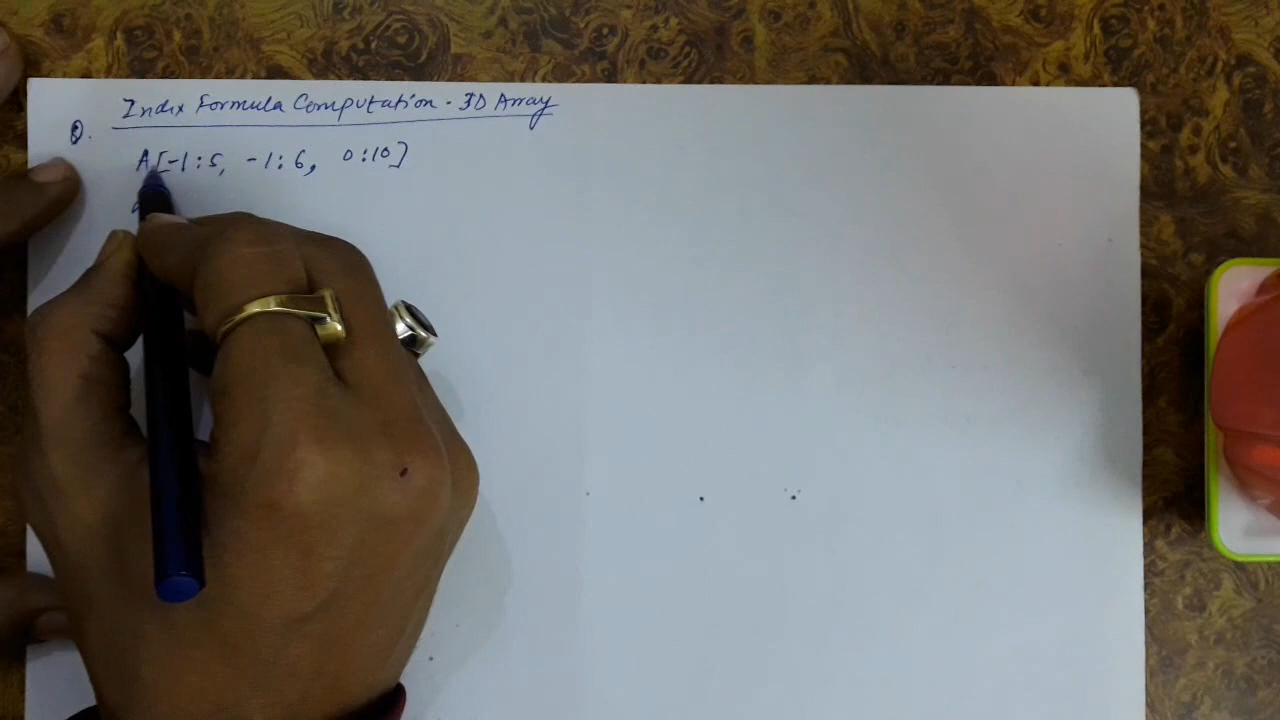 Index Formula Computation - 3D Array
Q.
A[-1:5, -1:6, 0:10]